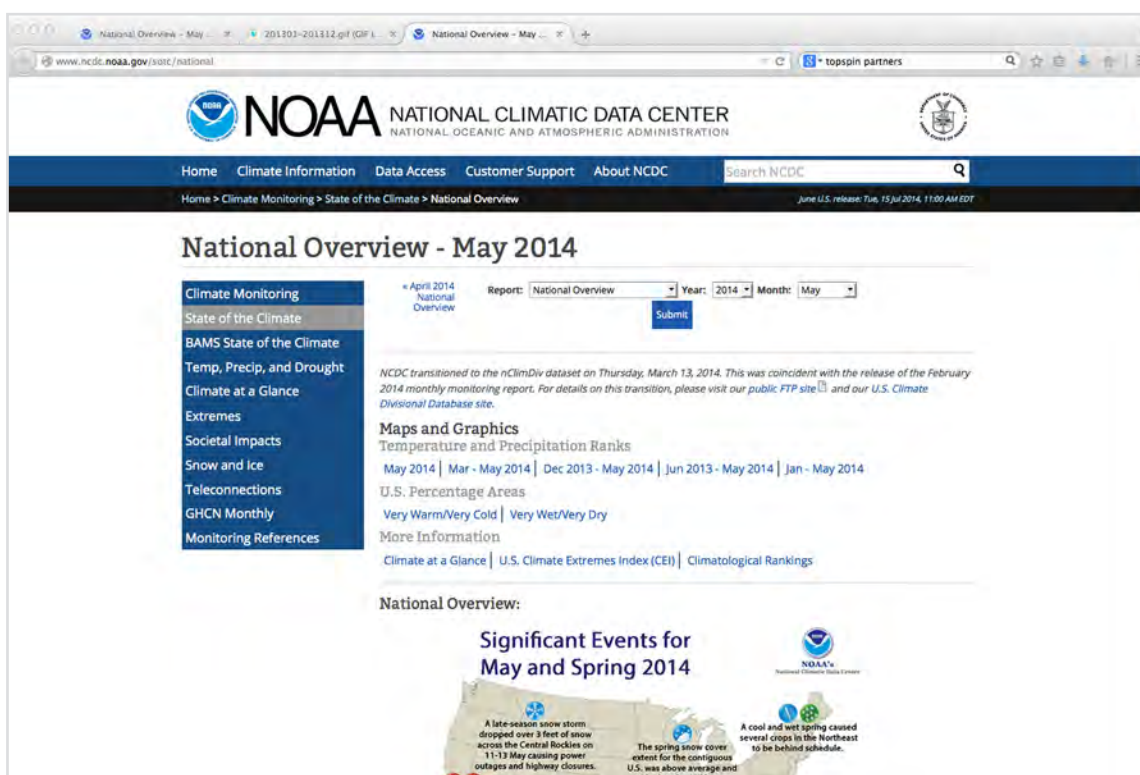 National Overview - May ...
201301-201312.gif (GIF I...
National Overview - May ...
www.ncdc.noaa.gov/sotc/national
topspin partners
NOAA
NOAA NATIONAL CLIMATIC DATA CENTER
NATIONAL OCEANIC AND ATMOSPHERIC ADMINISTRATION
Home Climate Information Data Access Customer Support About NCDC Search NCDC
Home > Climate Monitoring > State of the Climate > National Overview June U.S. release: Tue, 15 Jul 2014, 11:00 AM EDT
National Overview - May 2014
Climate Monitoring
State of the Climate
BAMS State of the Climate
Temp, Precip, and Drought
Climate at a Glance
Extremes
Societal Impacts
Snow and Ice
Teleconnections
GHCN Monthly
Monitoring References
« April 2014
National
Overview
Report: National Overview Year: 2014 Month: May
Submit
NCDC transitioned to the nClimDiv dataset on Thursday, March 13, 2014. This was coincident with the release of the February
2014 monthly monitoring report. For details on this transition, please visit our public FTP site and our U.S. Climate
Divisional Database site.
Maps and Graphics
Temperature and Precipitation Ranks
May 2014 | Mar - May 2014 | Dec 2013 - May 2014 | Jun 2013 - May 2014 | Jan - May 2014
U.S. Percentage Areas
Very Warm/Very Cold | Very Wet/Very Dry
More Information
Climate at a Glance | U.S. Climate Extremes Index (CEI) | Climatological Rankings
National Overview:
Significant Events for
May and Spring 2014
NOAA's
National Climatic Data Center
A late-season snow storm
dropped over 3 feet of snow
across the Central Rockies on
11-13 May causing power
outages and highway closures.
The spring snow cover
extent for the contiguous
U.S. was above average and
A cool and wet spring caused
several crops in the Northeast
to be behind schedule.